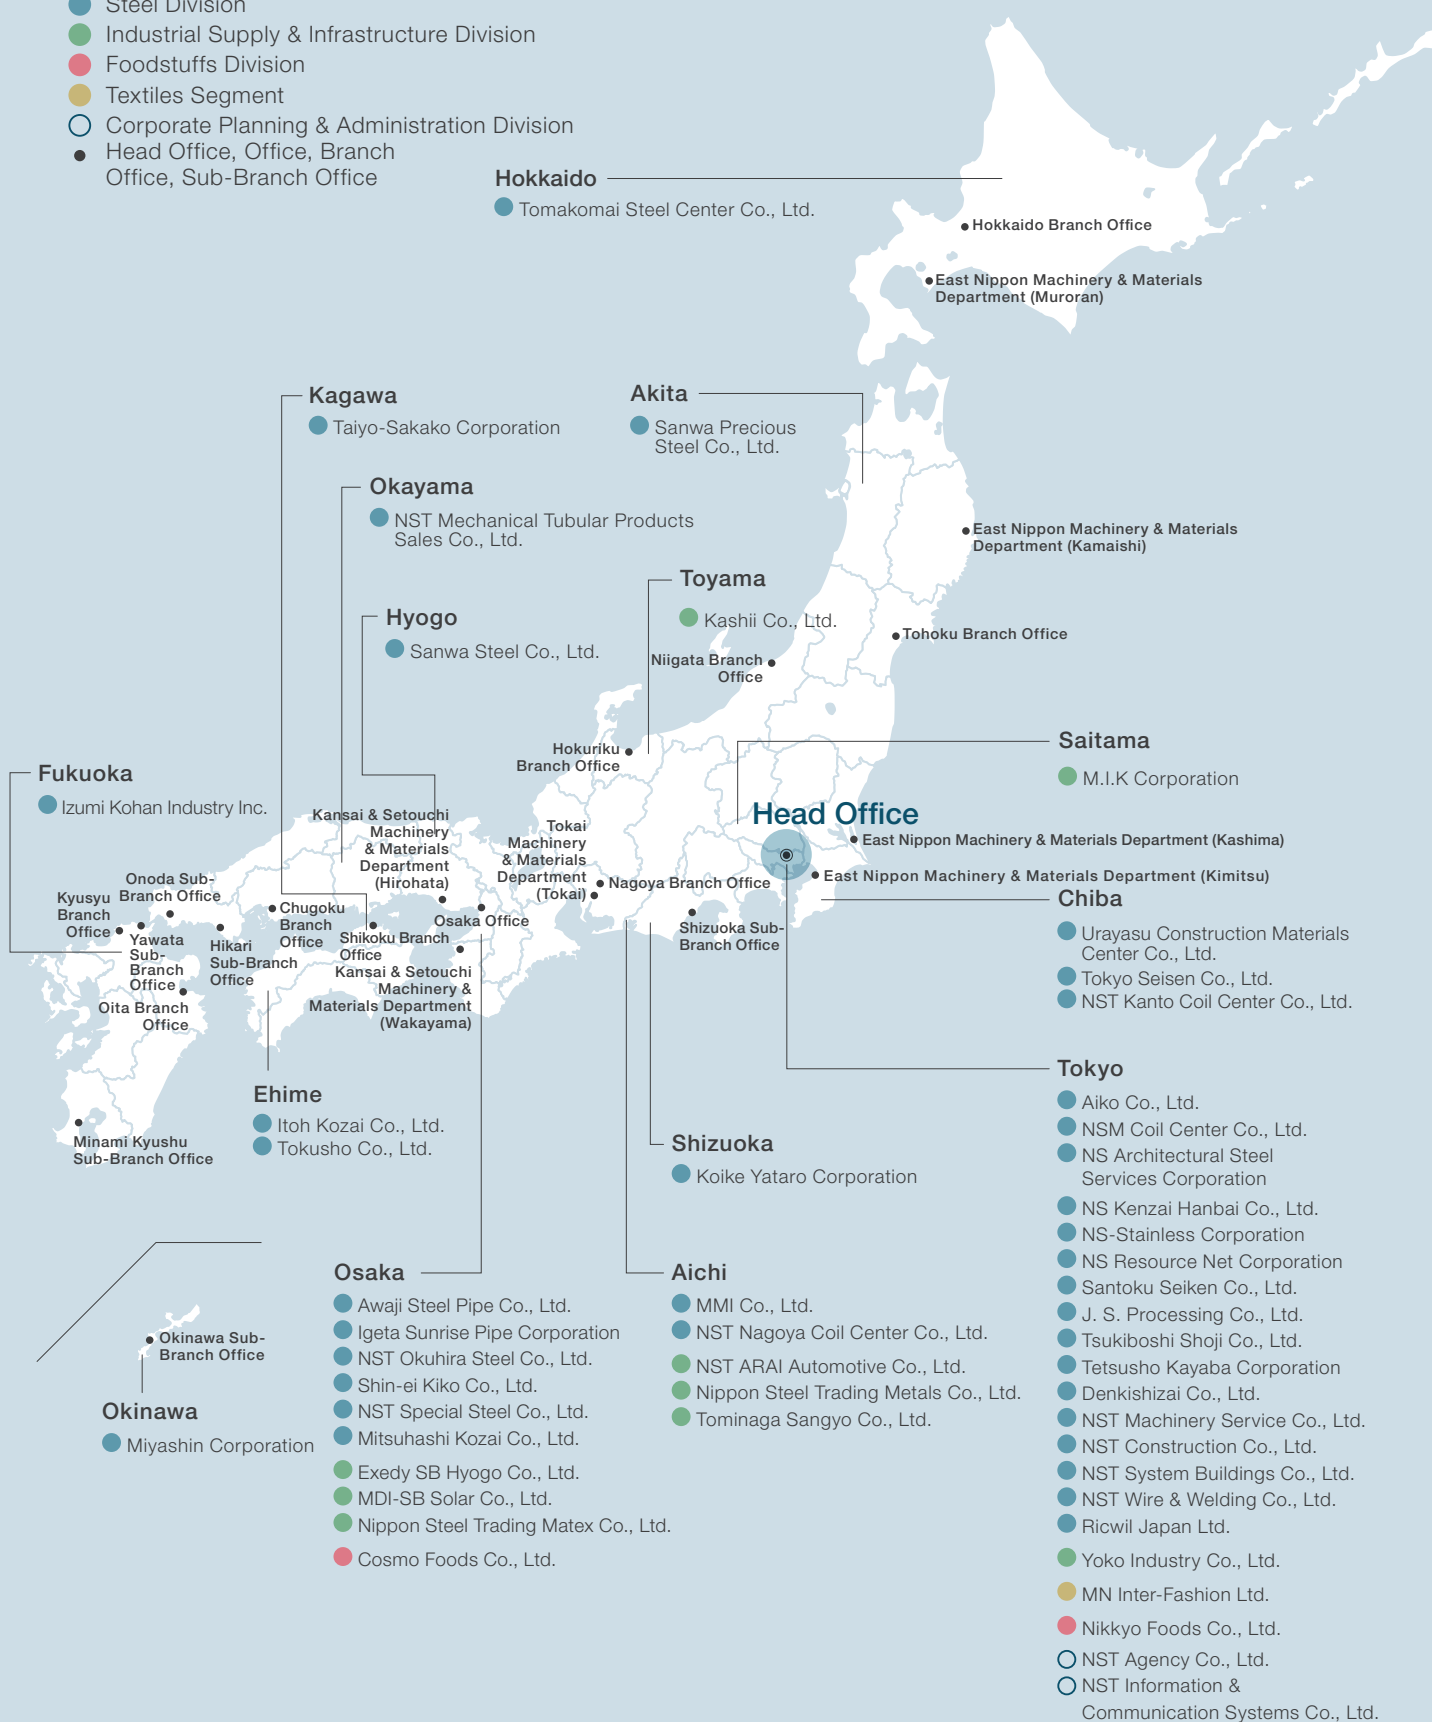 Steel Division
Industrial Supply & Infrastructure Division
Foodstuffs Division
Textiles Segment
Corporate Planning & Administration Division
Head Office, Office, Branch
Office, Sub-Branch Office
Hokkaido
Tomakomai Steel Center Co., Ltd.
Hokkaido Branch Office
East Nippon Machinery & Materials
Department (Muroran)
Kagawa
Taiyo-Sakako Corporation
Akita
Sanwa Precious
Steel Co., Ltd.
Okayama
NST Mechanical Tubular Products
Sales Co., Ltd.
East Nippon Machinery & Materials
Department (Kamaishi)
Toyama
Kashii Co., Ltd.
Hyogo
Sanwa Steel Co., Ltd.
Tohoku Branch Office
Niigata Branch
Office
Hokuriku
Branch Office
Saitama
M.I.K Corporation
Fukuoka
Izumi Kohan Industry Inc.
Head Office
East Nippon Machinery & Materials Department (Kashima)
East Nippon Machinery & Materials Department (Kimitsu)
Kansai & Setouchi
Machinery
& Materials
Department
(Hirohata)
Tokai
Machinery
& Materials
Department
(Tokai)
Nagoya Branch Office
Shizuoka Sub-
Branch Office
Osaka Office
Onoda Sub-
Branch Office
Kyusyu
Branch
Office
Yawata
Sub-
Branch
Office
Hikari
Sub-Branch
Office
Chugoku
Branch
Office
Shikoku Branch
Office
Kansai & Setouchi
Machinery &
Materials Department
(Wakayama)
Oita Branch
Office
Minami Kyushu
Sub-Branch Office
Chiba
Urayasu Construction Materials
Center Co., Ltd.
Tokyo Seisen Co., Ltd.
NST Kanto Coil Center Co., Ltd.
Ehime
Itoh Kozai Co., Ltd.
Tokusho Co., Ltd.
Shizuoka
Koike Yataro Corporation
Tokyo
Aiko Co., Ltd.
NSM Coil Center Co., Ltd.
NS Architectural Steel
Services Corporation
NS Kenzai Hanbai Co., Ltd.
NS-Stainless Corporation
NS Resource Net Corporation
Santoku Seiken Co., Ltd.
J. S. Processing Co., Ltd.
Tsukiboshi Shoji Co., Ltd.
Tetsusho Kayaba Corporation
Denkishizai Co., Ltd.
NST Machinery Service Co., Ltd.
NST Construction Co., Ltd.
NST System Buildings Co., Ltd.
NST Wire & Welding Co., Ltd.
Ricwil Japan Ltd.
Yoko Industry Co., Ltd.
MN Inter-Fashion Ltd.
Nikkyo Foods Co., Ltd.
NST Agency Co., Ltd.
NST Information &
Communication Systems Co., Ltd.
Osaka
Awaji Steel Pipe Co., Ltd.
Igeta Sunrise Pipe Corporation
NST Okuhira Steel Co., Ltd.
Shin-ei Kiko Co., Ltd.
NST Special Steel Co., Ltd.
Mitsuhashi Kozai Co., Ltd.
Exedy SB Hyogo Co., Ltd.
MDI-SB Solar Co., Ltd.
Nippon Steel Trading Matex Co., Ltd.
Cosmo Foods Co., Ltd.
Aichi
MMI Co., Ltd.
NST Nagoya Coil Center Co., Ltd.
NST ARAI Automotive Co., Ltd.
Nippon Steel Trading Metals Co., Ltd.
Tominaga Sangyo Co., Ltd.
Okinawa Sub-
Branch Office
Okinawa
Miyashin Corporation